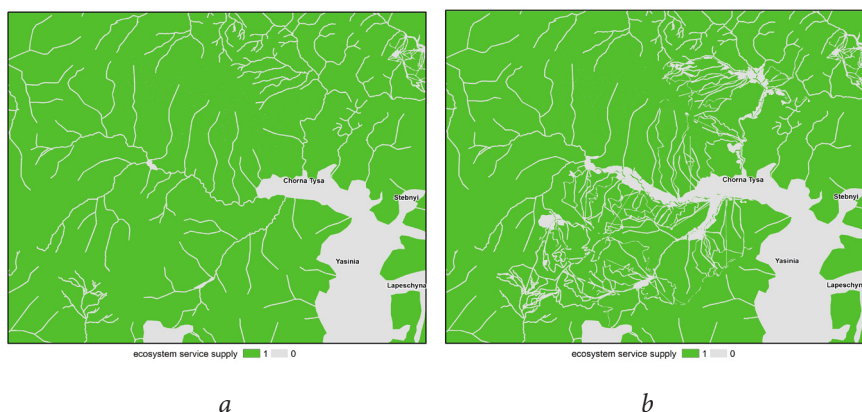 Chorna Tysa
Stebnyi
Yasinia
Lapeschyna
ecosystem service supply 1 0
Chorna Tysa
Stebnyi
Yasinia
Lapeschyna
ecosystem service supply 1 0
a
b